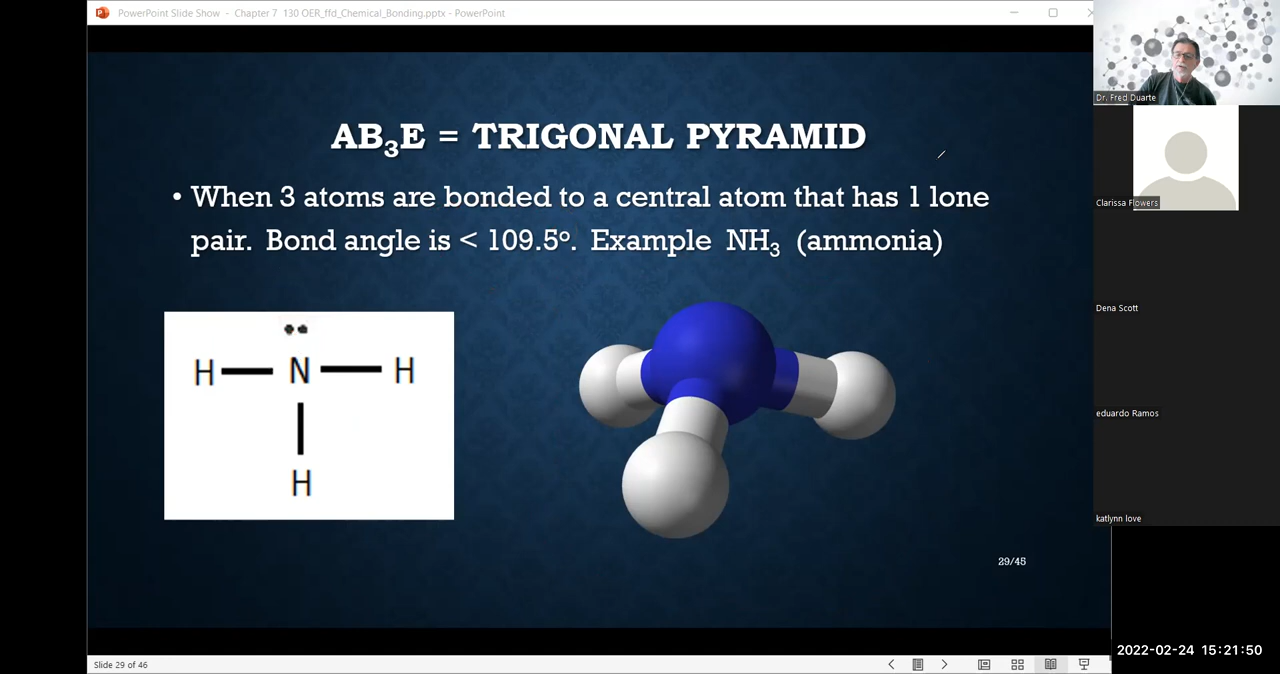 PowerPoint Slide Show - Chapter 7 130 OER_ffd_Chemical_Bonding.pptx - PowerPoint
AB₃E = TRIGONAL PYRAMID
• When 3 atoms are bonded to a central atom that has 1 lone
pair. Bond angle is < 109.5°. Example NH₃ (ammonia)
H N H
H
29/45
Slide 29 of 46
Dr. Fred Duarte
Clarissa Flowers
Dena Scott
eduardo Ramos
katlynn love
2022-02-24 15:21:50